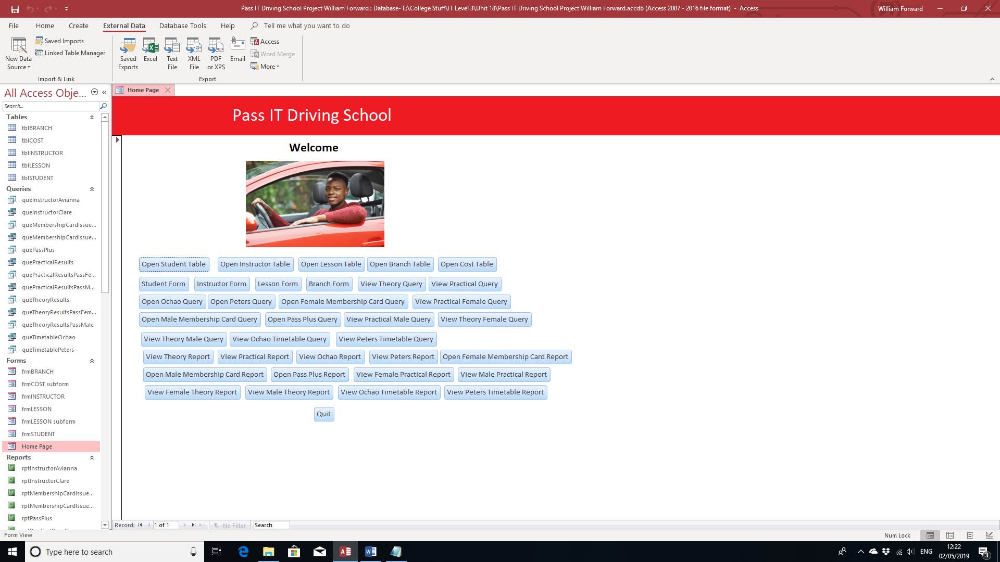 Pass IT Driving School Project William Forward : Database- E:\College Stuff\IT Level 3\Unit 18\Pass IT Driving School Project William Forward.accdb (Access 2007 - 2016 file format) - Access
William Forward
File Home Create External Data Database Tools Help Tell me what you want to do
New Data Source
Saved Imports
Linked Table Manager
Import & Link
Saved Exports
Excel
Text File
XML File
PDF or XPS
Email
Access
Word Merge
More
Export
All Access Obje...
Search...
Tables
tblBRANCH
tblCOST
tblINSTRUCTOR
tblLESSON
tblSTUDENT
Queries
queInstructorAvianna
queInstructorClare
queMembershipCardIssue...
queMembershipCardIssue...
quePassPlus
quePracticalResults
quePracticalResultsPassFe...
quePracticalResultsPassM...
queTheoryResults
queTheoryResultsPassFem...
queTheoryResultsPassMale
queTimetableOchao
queTimetablePeters
Forms
frmBRANCH
frmCOST subform
frmINSTRUCTOR
frmLESSON
frmLESSON subform
frmSTUDENT
Home Page
Reports
rptInstructorAvianna
rptInstructorClare
rptMembershipCardIssue...
rptMembershipCardIssue...
rptPassPlus
Home Page
Pass IT Driving School
Welcome
Open Student Table Open Instructor Table Open Lesson Table Open Branch Table Open Cost Table
Student Form Instructor Form Lesson Form Branch Form View Theory Query View Practical Query
Open Ochao Query Open Peters Query Open Female Membership Card Query View Practical Female Query
Open Male Membership Card Query Open Pass Plus Query View Practical Male Query View Theory Female Query
View Theory Male Query View Ochao Timetable Query View Peters Timetable Query
View Theory Report View Practical Report View Ochao Report View Peters Report Open Female Membership Card Report
Open Male Membership Card Report Open Pass Plus Report View Female Practical Report View Male Practical Report
View Female Theory Report View Male Theory Report View Ochao Timetable Report View Peters Timetable Report
Quit
Record: 1 of 1 No Filter Search
Form View
Num Lock
Type here to search
ENG
12:22
02/05/2019
3